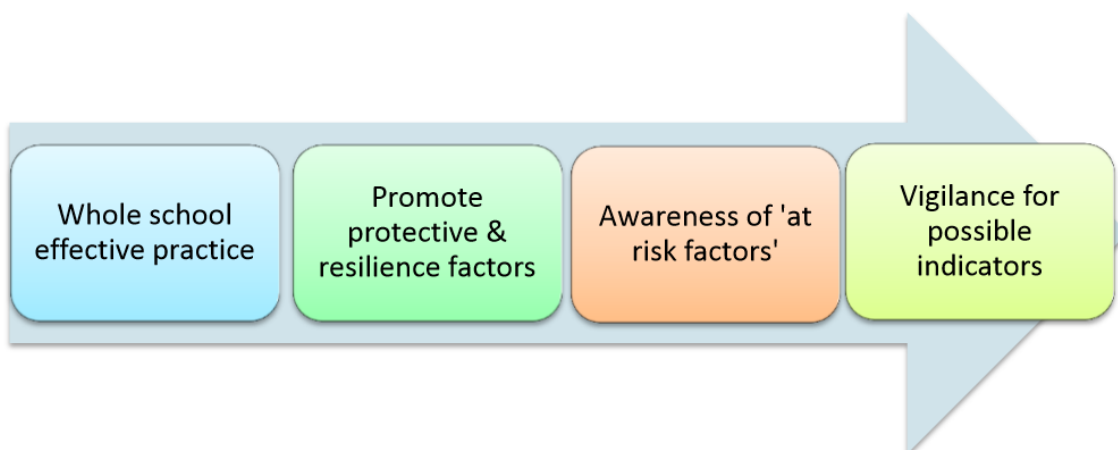 Whole school
effective practice
Promote
protective &
resilience factors
Awareness of 'at
risk factors'
Vigilance for
possible
indicators